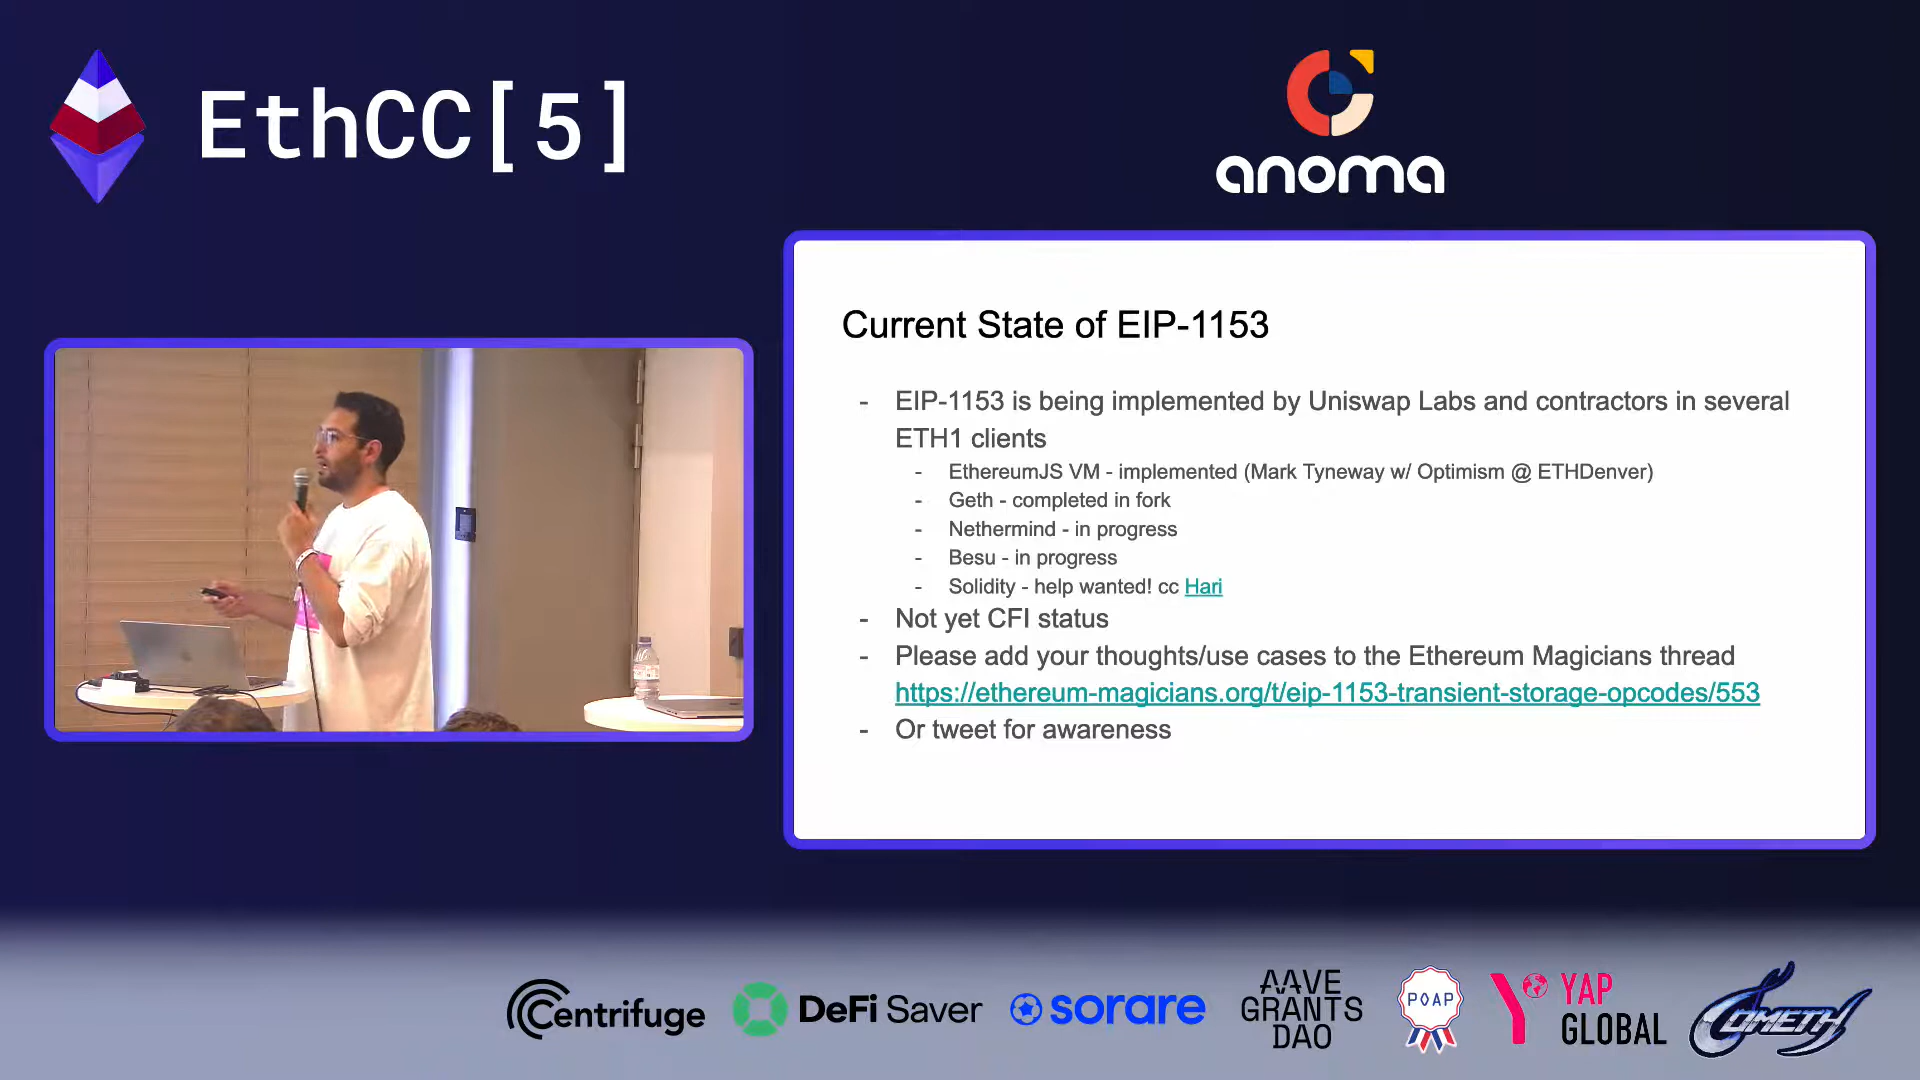 EthCC[5]
anoma
Current State of EIP-1153
- EIP-1153 is being implemented by Uniswap Labs and contractors in several
ETH1 clients
- EthereumJS VM - implemented (Mark Tyneway w/ Optimism @ ETHDenver)
- Geth - completed in fork
- Nethermind - in progress
- Besu - in progress
- Solidity - help wanted! cc Hari
- Not yet CFI status
- Please add your thoughts/use cases to the Ethereum Magicians thread
https://ethereum-magicians.org/t/eip-1153-transient-storage-opcodes/553
- Or tweet for awareness
Centrifuge
DeFi Saver
sorare
AAVE
GRANTS
DAO
POAP
YAP
GLOBAL
COMETH